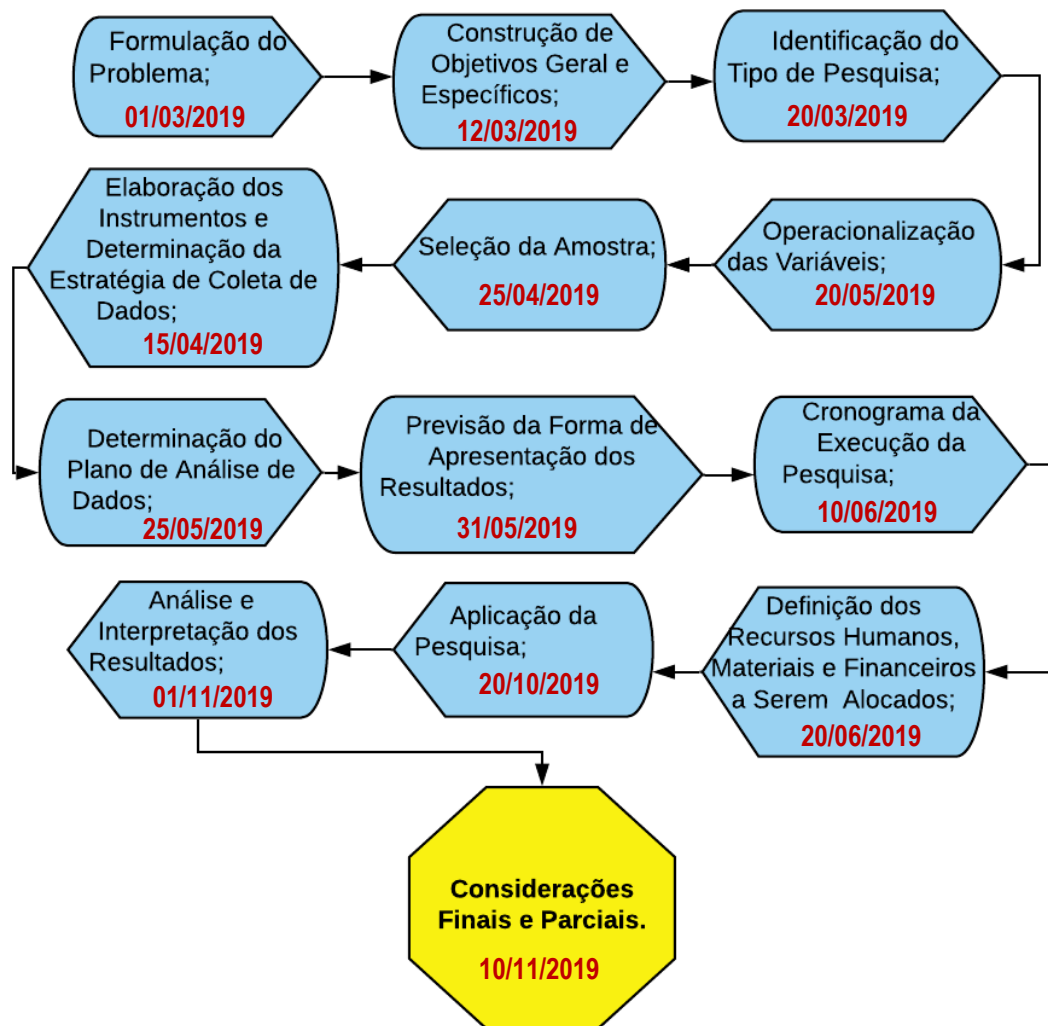 Formulação do
Problema;
01/03/2019
Construção de
Objetivos Geral e
Específicos;
12/03/2019
Identificação do
Tipo de Pesquisa;
20/03/2019
Operacionalização
das Variáveis;
20/05/2019
Seleção da Amostra;
25/04/2019
Elaboração dos
Instrumentos e
Determinação da
Estratégia de Coleta de
Dados;
15/04/2019
Determinação do
Plano de Análise de
Dados;
25/05/2019
Previsão da Forma de
Apresentação dos
Resultados;
31/05/2019
Cronograma da
Execução da
Pesquisa;
10/06/2019
Definição dos
Recursos Humanos,
Materiais e Financeiros
a Serem Alocados;
20/06/2019
Aplicação da
Pesquisa;
20/10/2019
Análise e
Interpretação dos
Resultados;
01/11/2019
Considerações
Finais e Parciais.
10/11/2019